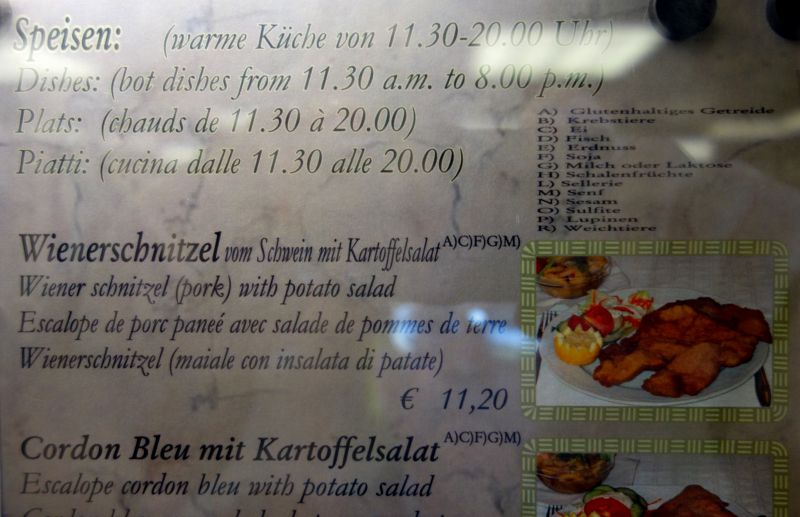 Speisen: (warme Küche von 11.30-20.00 Uhr)
Dishes: (bot dishes from 11.30 a.m. to 8.00 p.m.)
Plats: (chauds de 11.30 à 20.00)
Piatti: (cucina dalle 11.30 alle 20.00)
A) Glutenhaltiges Getreide
B) Krebstiere
C) Ei
D) Fisch
E) Erdnuss
F) Soja
G) Milch oder Laktose
H) Schalenfrüchte
L) Sellerie
M) Senf
N) Sesam
O) Sulfite
P) Lupinen
R) Weichtiere
Wienerschnitzel vom Schwein mit Kartoffelsalat A)C)F)G)M)
Wiener schnitzel (pork) with potato salad
Escalope de porc paneé avec salade de pommes de terre
Wienerschnitzel (maiale con insalata di patate)
€ 11,20
Cordon Bleu mit Kartoffelsalat A)C)F)G)M)
Escalope cordon bleu with potato salad